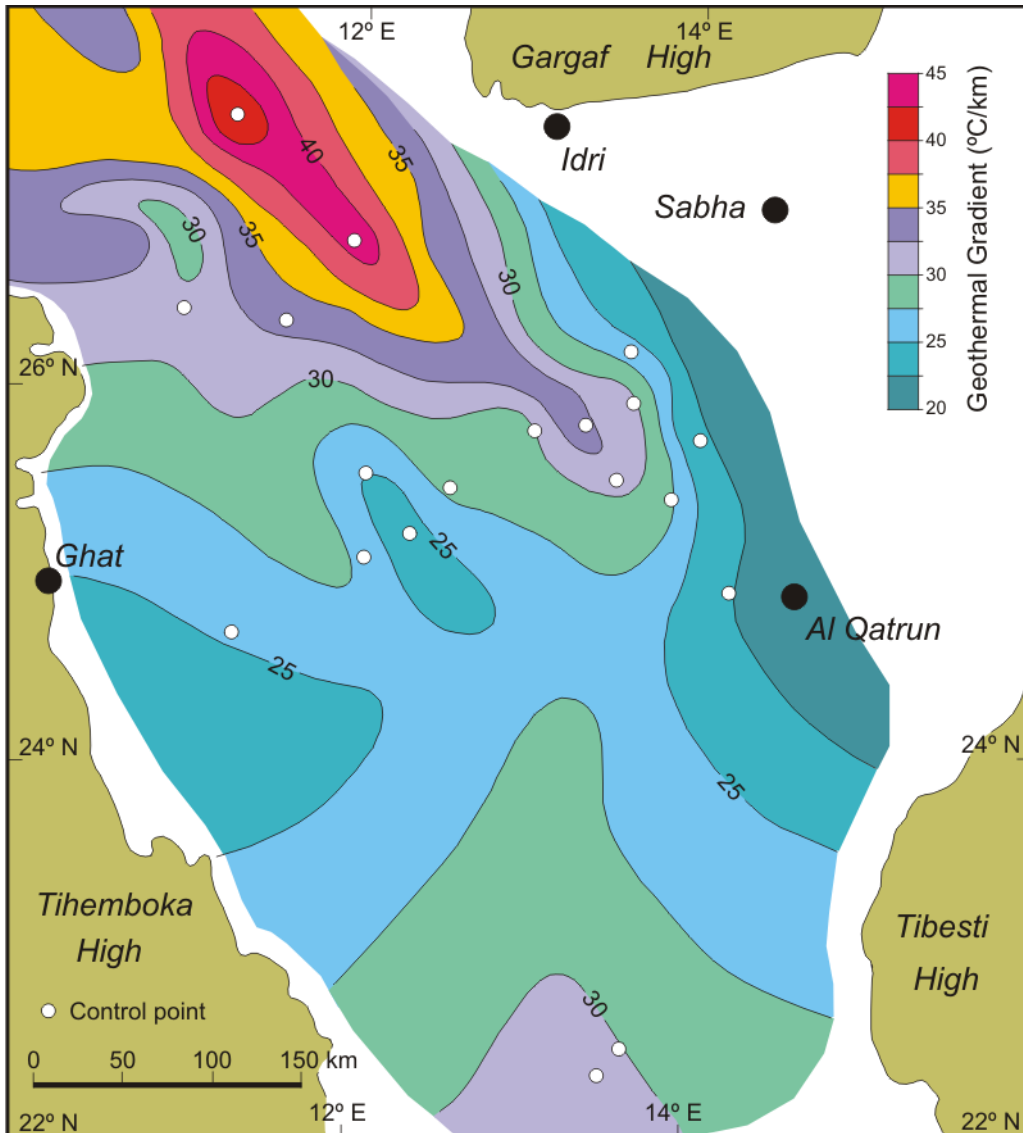 12º E
14º E
Gargaf High
Idri
Sabha
45
40
35
30
25
20
Geothermal Gradient (ºC/km)
40
35
30
35
30
26º N
30
Ghat
25
Al Qatrun
25
24º N
24º N
25
Tihemboka
High
Tibesti
High
30
Control point
0 50 100 150 km
22º N
12º E
14º E
22º N